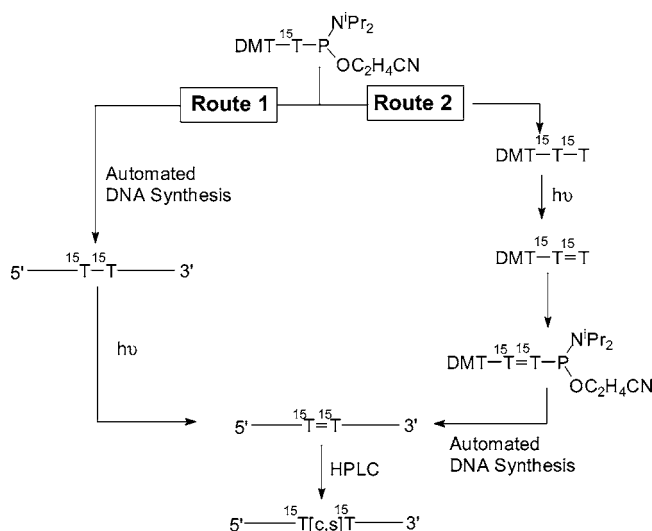 NⁱPr₂
DMT—¹⁵T—P
OC₂H₄CN
Route 1
Route 2
Automated
DNA Synthesis
DMT—¹⁵T—¹⁵T
hυ
5' ¹⁵T—¹⁵T 3'
DMT—¹⁵T=¹⁵T
hυ
NⁱPr₂
DMT—¹⁵T=¹⁵T—P
OC₂H₄CN
5' ¹⁵T=¹⁵T 3'
Automated
DNA Synthesis
HPLC
5' ¹⁵T[c,s]¹⁵T 3'